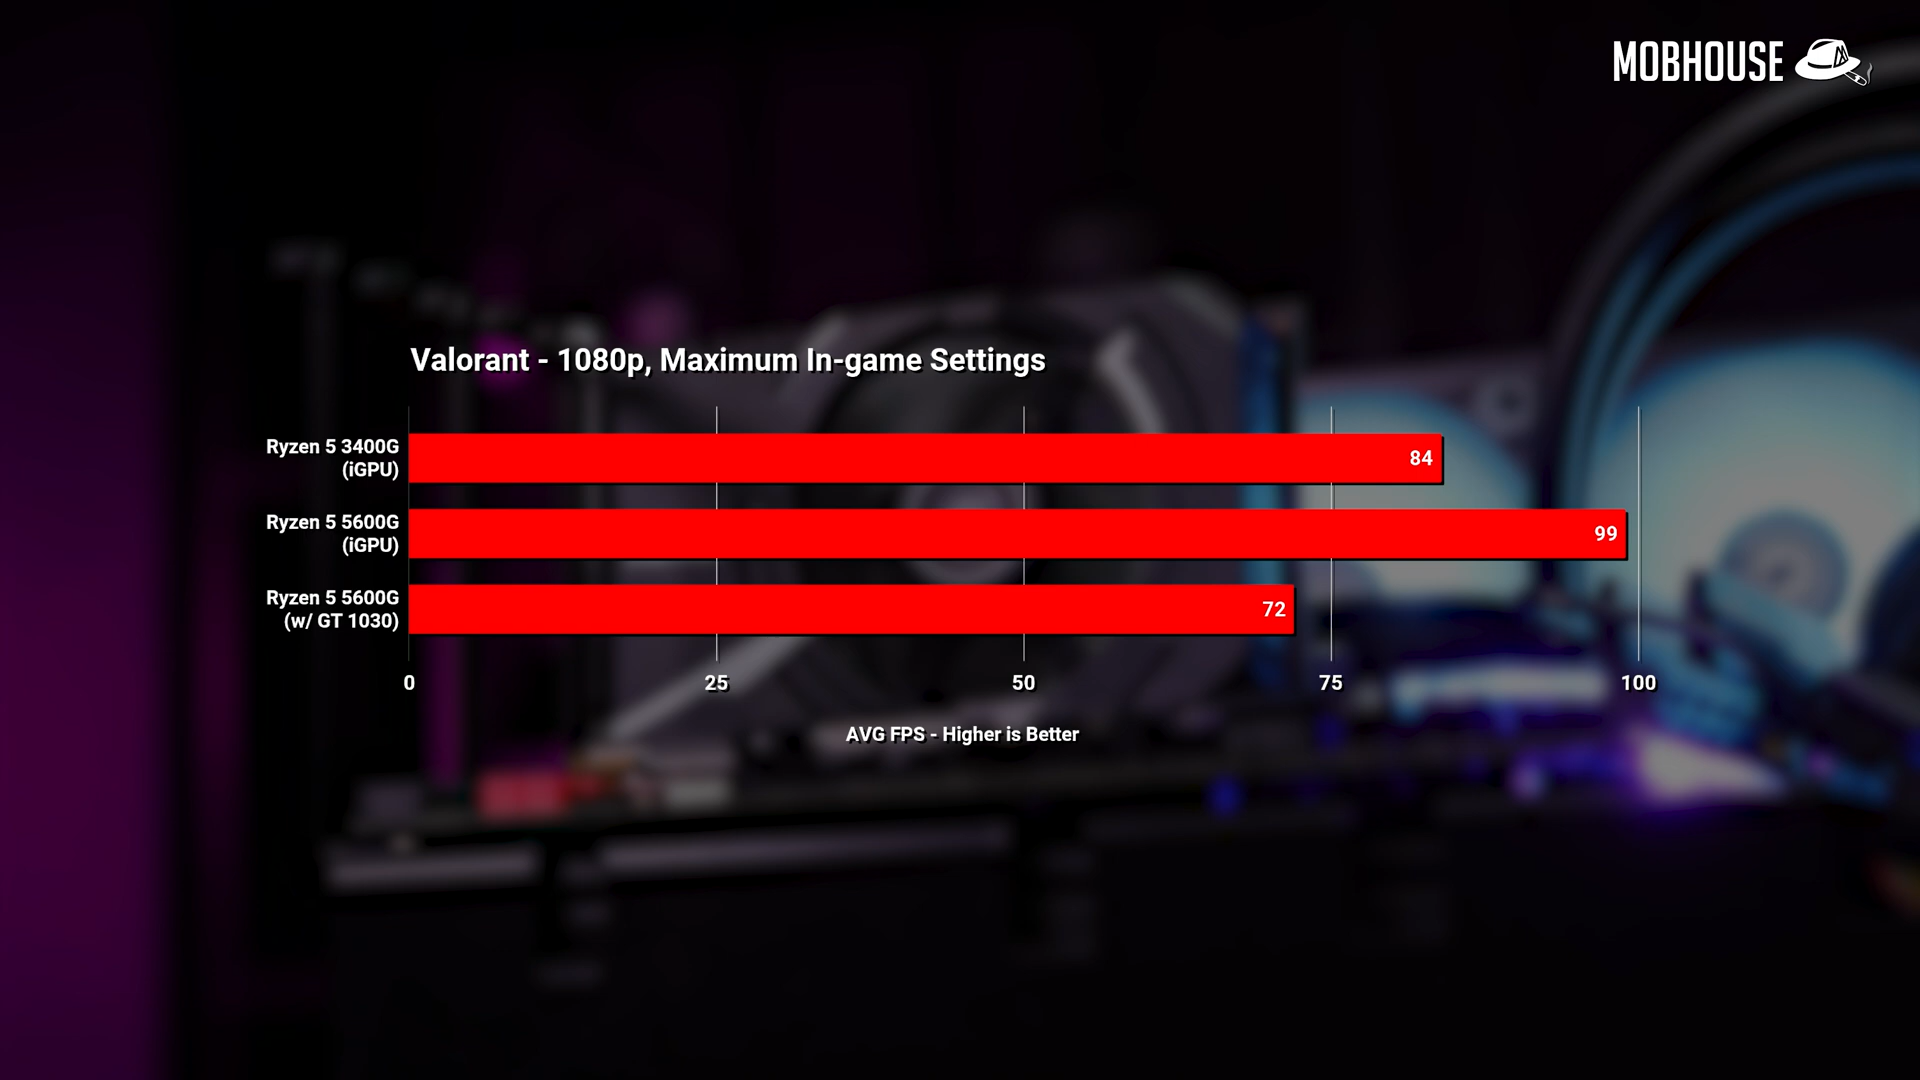 MOBHOUSE
Valorant - 1080p, Maximum In-game Settings
Ryzen 5 3400G
(iGPU)
84
Ryzen 5 5600G
(iGPU)
99
Ryzen 5 5600G
(w/ GT 1030)
72
0 25 50 75 100
AVG FPS - Higher is Better